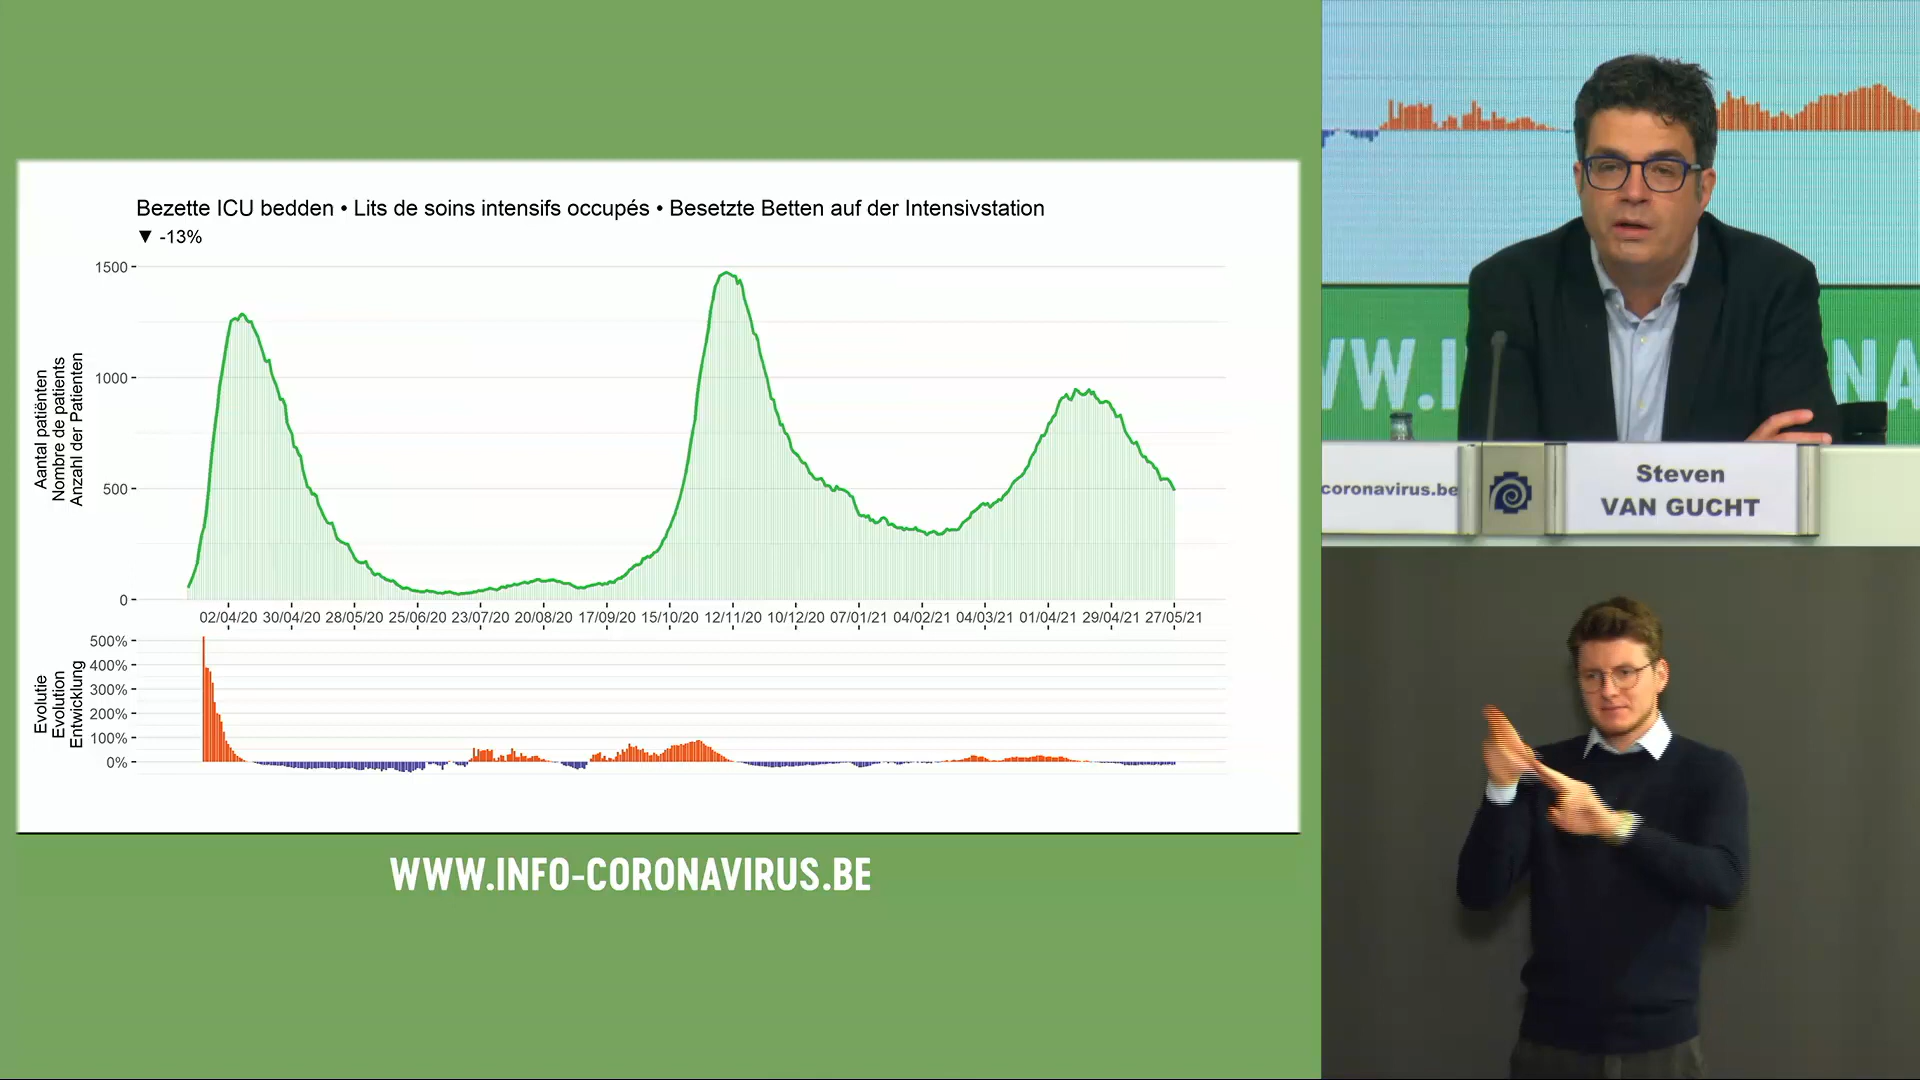 Bezette ICU bedden • Lits de soins intensifs occupés • Besetzte Betten auf der Intensivstation
▼ -13%
Aantal patiënten
Nombre de patients
Anzahl der Patienten
1500
1000
500
0
02/04/20 30/04/20 28/05/20 25/06/20 23/07/20 20/08/20 17/09/20 15/10/20 12/11/20 10/12/20 07/01/21 04/02/21 04/03/21 01/04/21 29/04/21 27/05/21
Evolutie
Evolution
Entwicklung
500%
400%
300%
200%
100%
0%
WWW.INFO-CORONAVIRUS.BE
WW.I
NA
coronavirus.be
Steven
VAN GUCHT